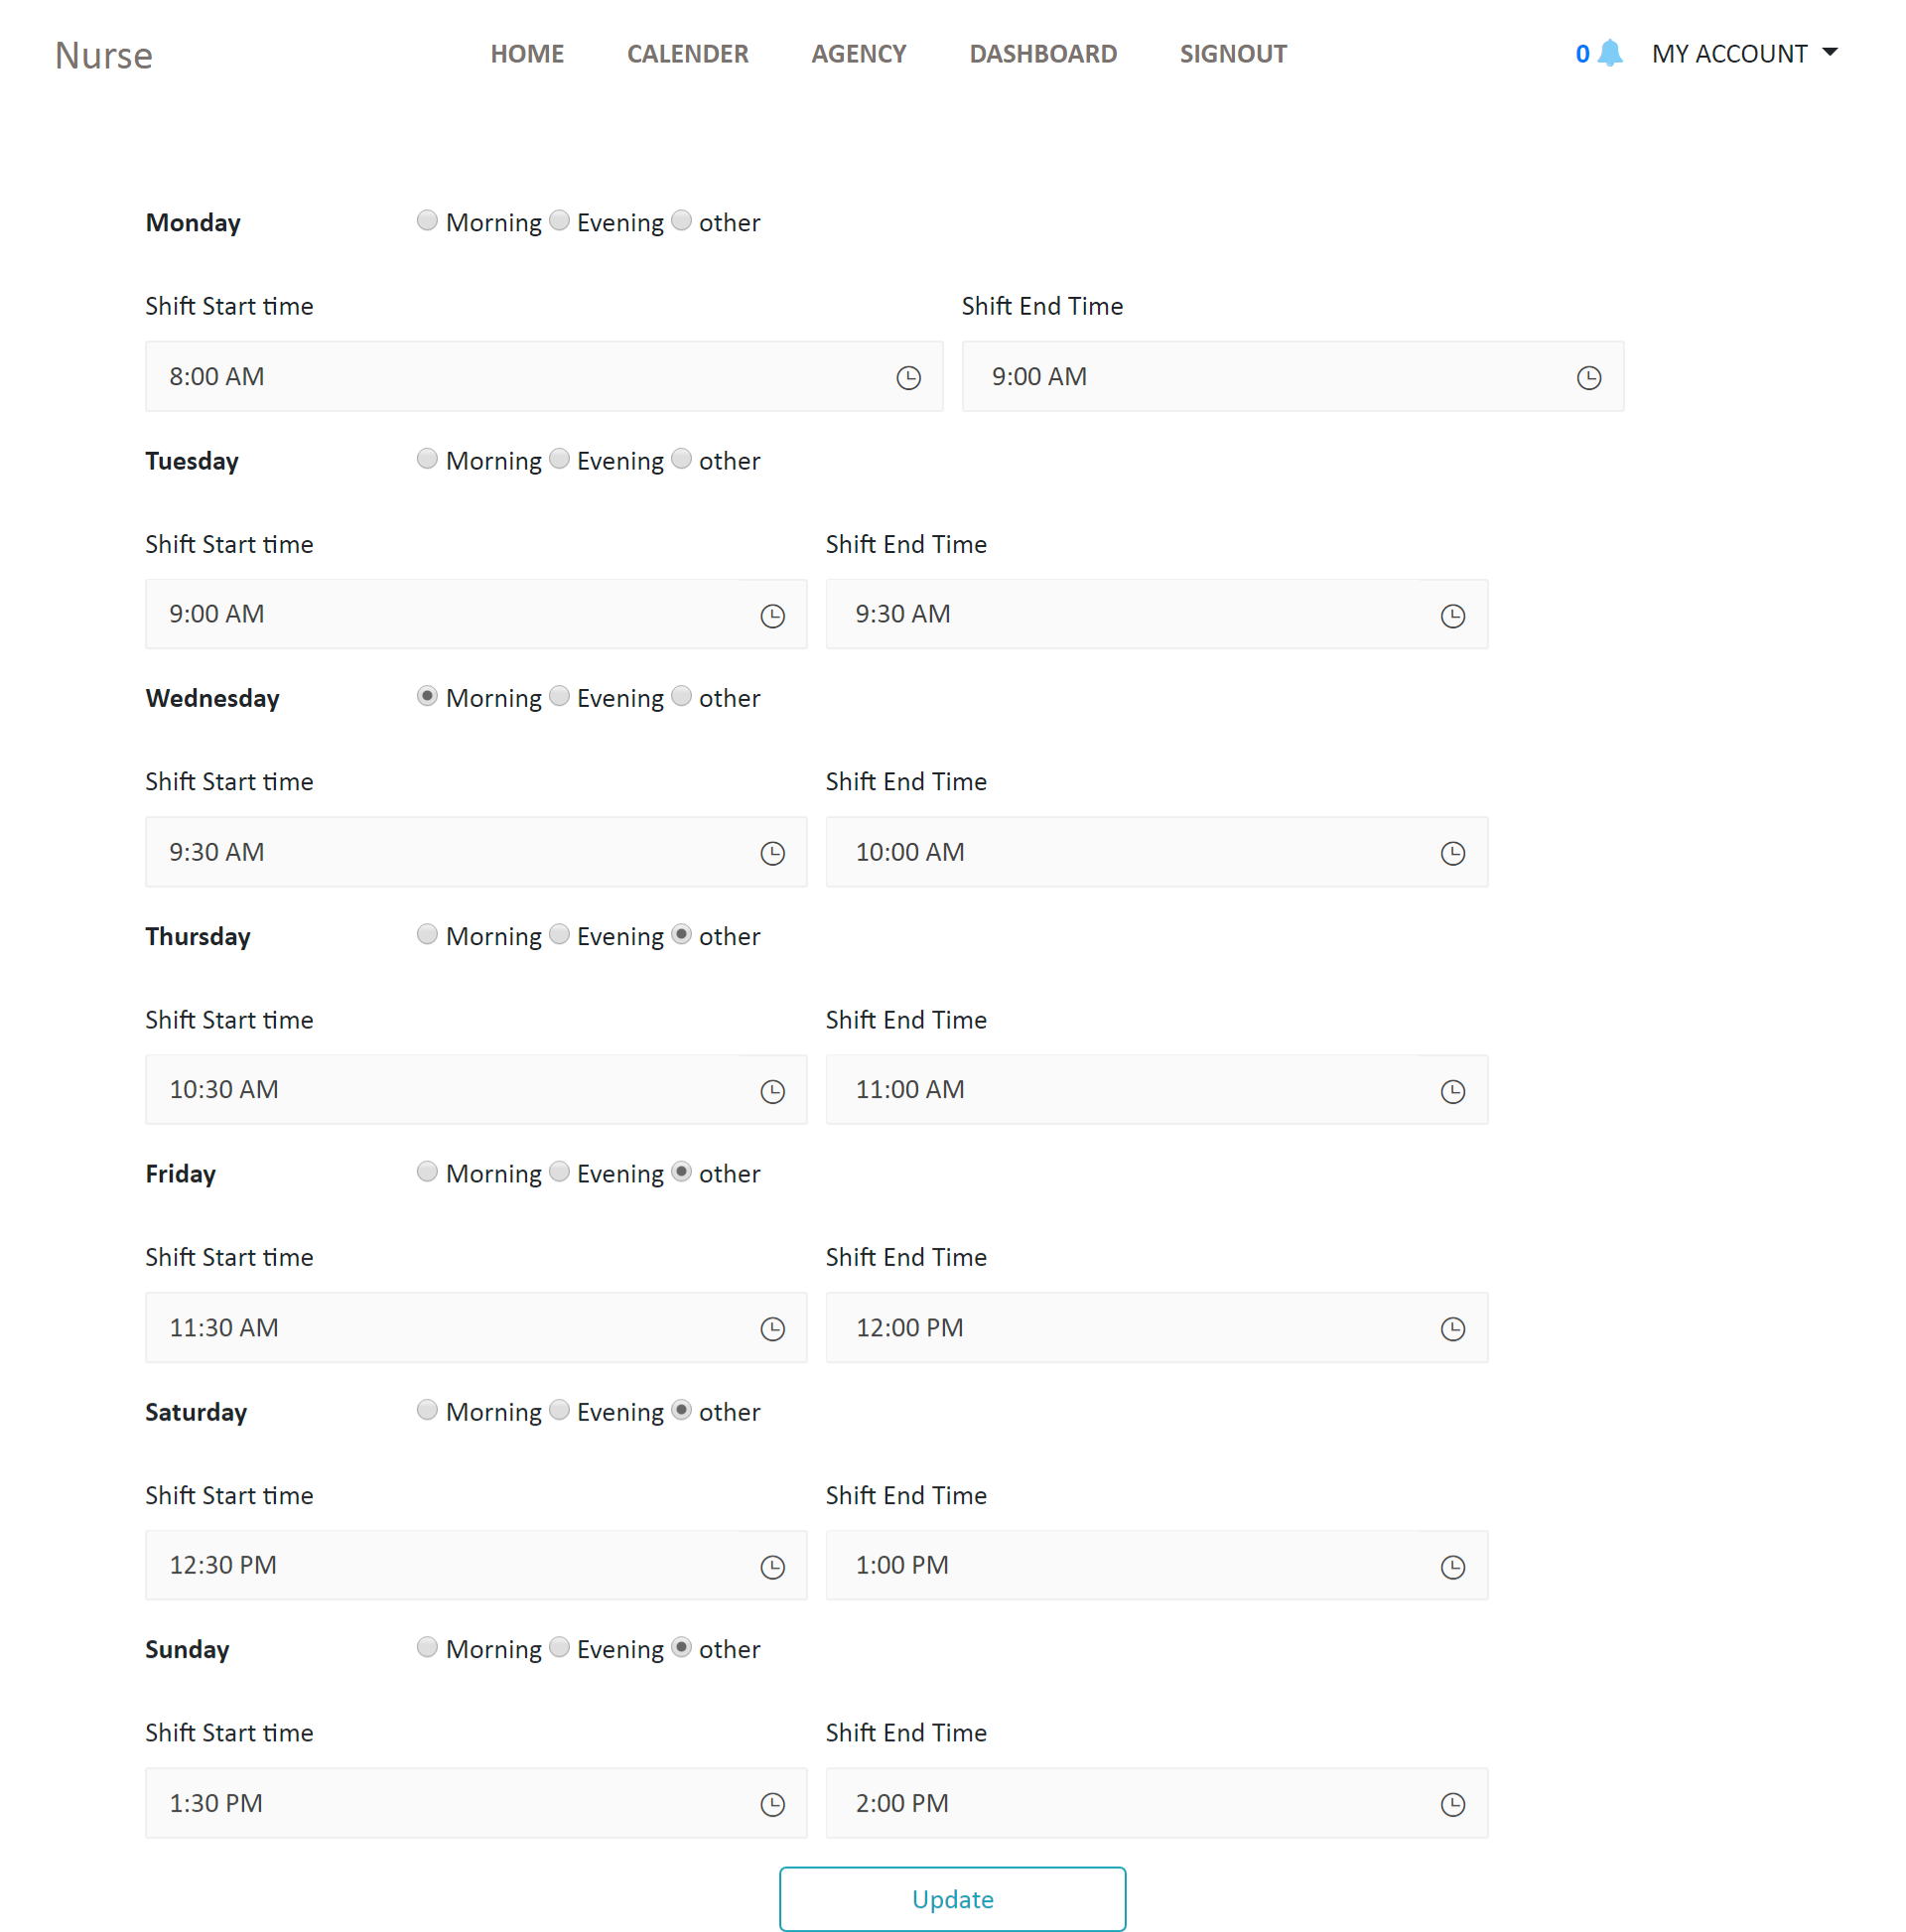 Nurse HOME CALENDER AGENCY DASHBOARD SIGNOUT 0 MY ACCOUNT
Monday Morning Evening other
Shift Start time Shift End Time
8:00 AM 9:00 AM
Tuesday Morning Evening other
Shift Start time Shift End Time
9:00 AM 9:30 AM
Wednesday Morning Evening other
Shift Start time Shift End Time
9:30 AM 10:00 AM
Thursday Morning Evening other
Shift Start time Shift End Time
10:30 AM 11:00 AM
Friday Morning Evening other
Shift Start time Shift End Time
11:30 AM 12:00 PM
Saturday Morning Evening other
Shift Start time Shift End Time
12:30 PM 1:00 PM
Sunday Morning Evening other
Shift Start time Shift End Time
1:30 PM 2:00 PM
Update